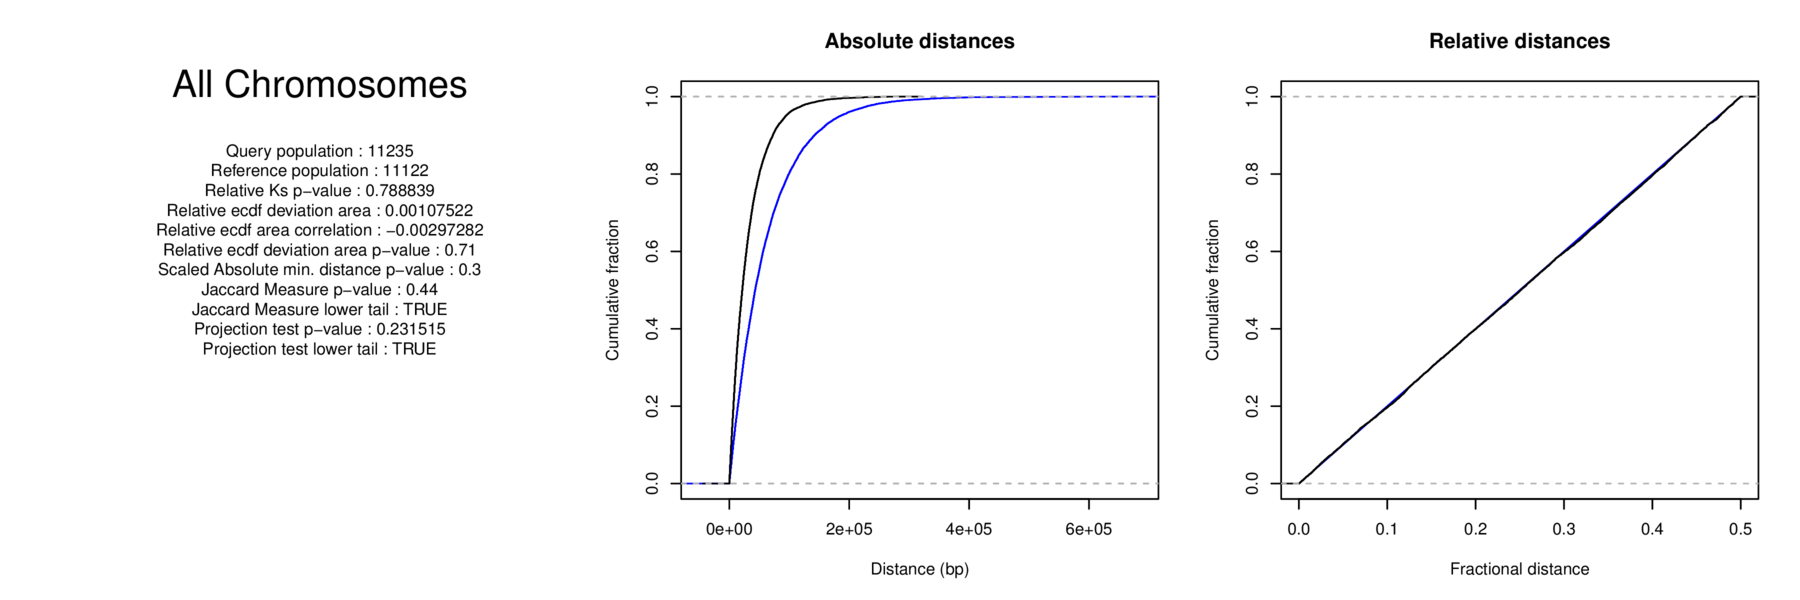 All Chromosomes
Query population : 11235
Reference population : 11122
Relative Ks p−value : 0.788839
Relative ecdf deviation area : 0.00107522
Relative ecdf area correlation : −0.00297282
Relative ecdf deviation area p−value : 0.71
Scaled Absolute min. distance p−value : 0.3
Jaccard Measure p−value : 0.44
Jaccard Measure lower tail : TRUE
Projection test p−value : 0.231515
Projection test lower tail : TRUE
Absolute distances
Cumulative fraction
1.0
0.8
0.6
0.4
0.2
0.0
0e+00 2e+05 4e+05 6e+05
Distance (bp)
Relative distances
Cumulative fraction
1.0
0.8
0.6
0.4
0.2
0.0
0.0 0.1 0.2 0.3 0.4 0.5
Fractional distance